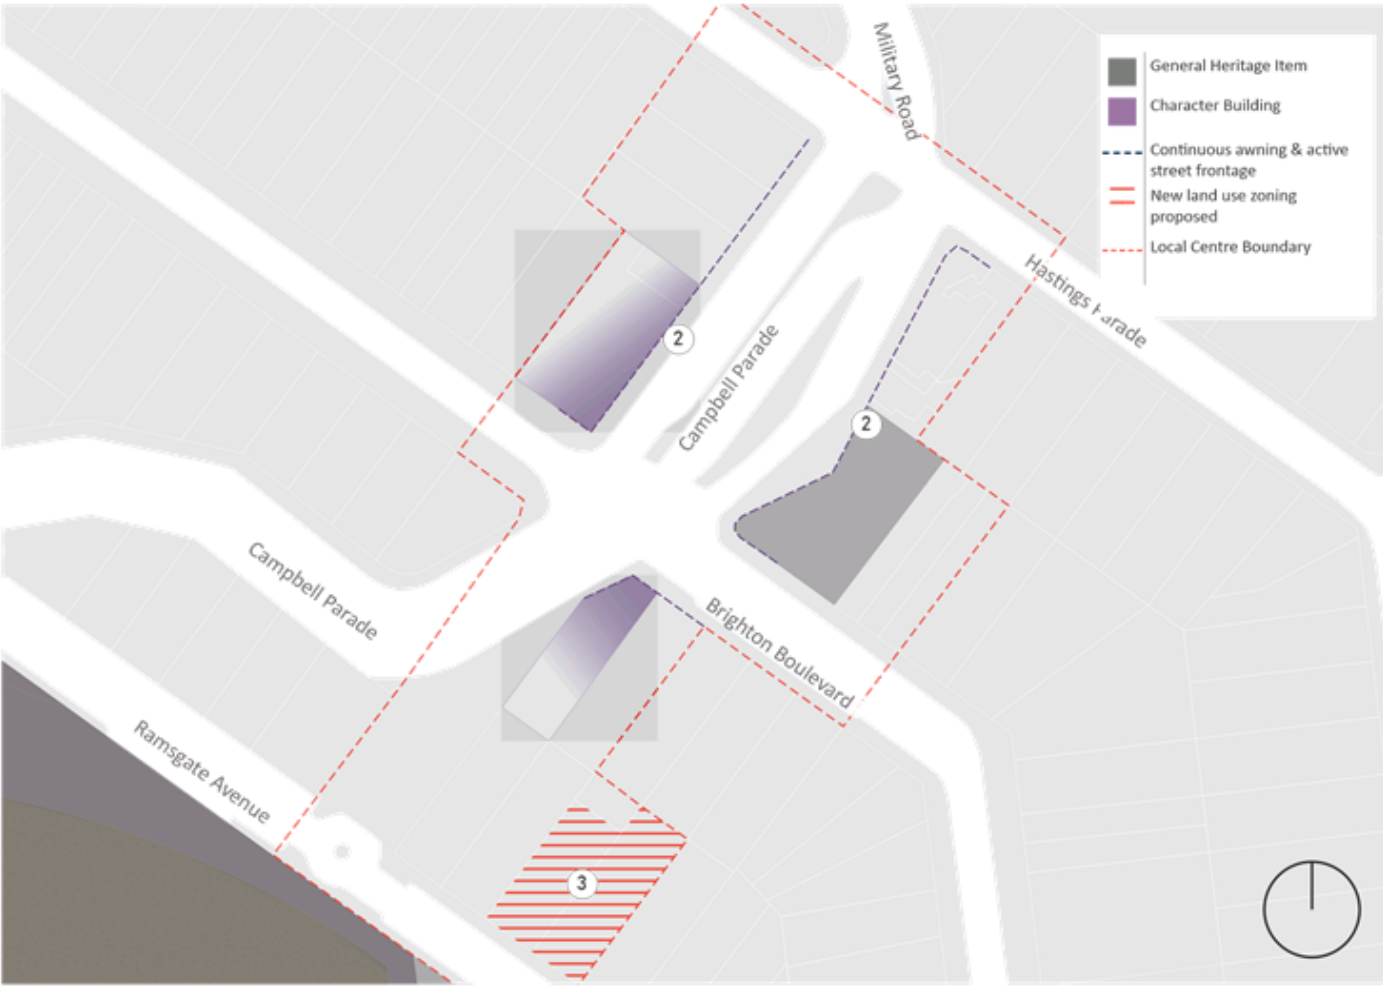 Military Road
General Heritage Item
Character Building
Continuous awning & active
street frontage
New land use zoning
proposed
Local Centre Boundary
Hastings Parade
2
Campbell Parade
2
Campbell Parade
Brighton Boulevard
Ramsgate Avenue
3